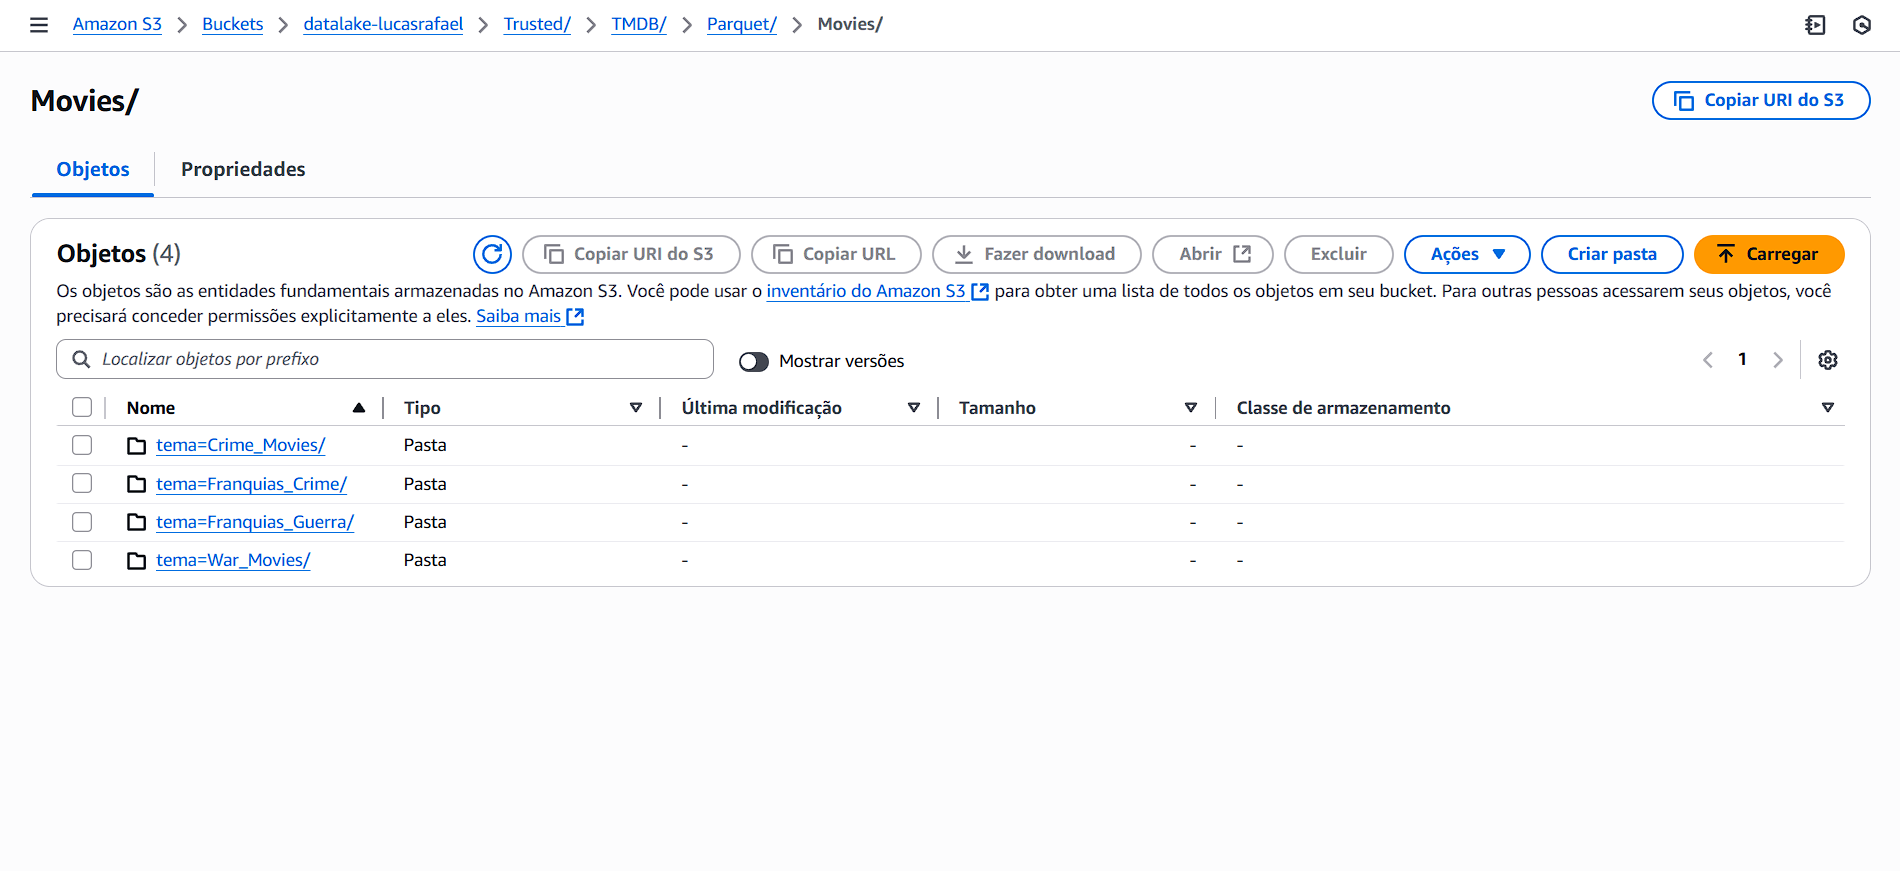 Amazon S3 Buckets datalake-lucasrafael Trusted/ TMDB/ Parquet/ Movies/
Movies/
Copiar URI do S3
Objetos Propriedades
Objetos (4) Copiar URI do S3 Copiar URL Fazer download Abrir Excluir Ações Criar pasta Carregar
Os objetos são as entidades fundamentais armazenadas no Amazon S3. Você pode usar o inventário do Amazon S3 para obter uma lista de todos os objetos em seu bucket. Para outras pessoas acessarem seus objetos, você
precisará conceder permissões explicitamente a eles. Saiba mais
Localizar objetos por prefixo Mostrar versões 1
Nome Tipo Última modificação Tamanho Classe de armazenamento
tema=Crime_Movies/ Pasta - - -
tema=Franquias_Crime/ Pasta - - -
tema=Franquias_Guerra/ Pasta - - -
tema=War_Movies/ Pasta - - -